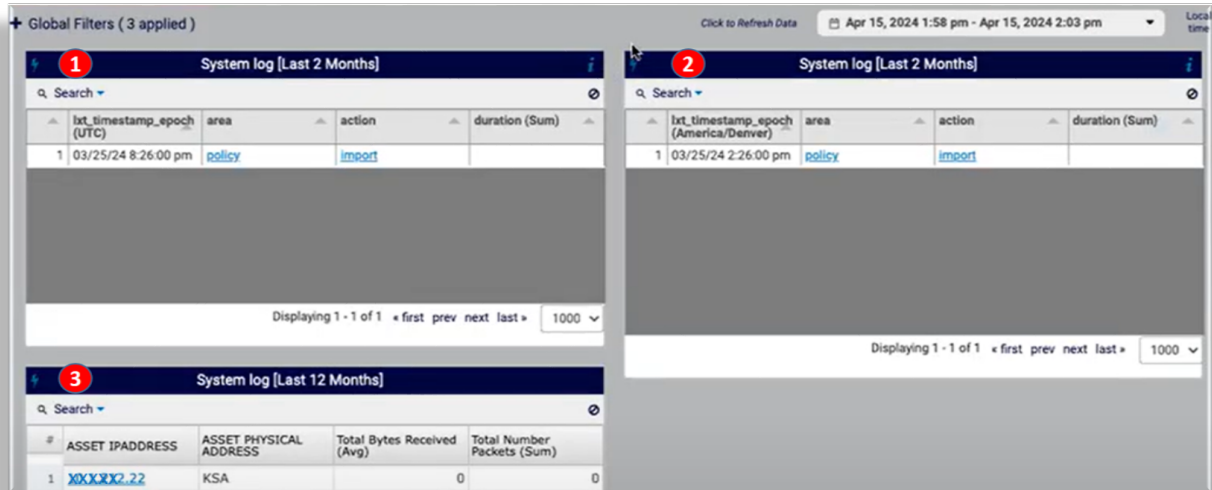 + Global Filters ( 3 applied )
Click to Refresh Data
Apr 15, 2024 1:58 pm - Apr 15, 2024 2:03 pm
Local time
1
System log [Last 2 Months]
i
Search
lxt_timestamp_epoch (UTC)
area
action
duration (Sum)
1 03/25/24 8:26:00 pm policy import
Displaying 1 - 1 of 1 « first prev next last » 1000
2
System log [Last 2 Months]
i
Search
lxt_timestamp_epoch (America/Denver)
area
action
duration (Sum)
1 03/25/24 2:26:00 pm policy import
Displaying 1 - 1 of 1 « first prev next last » 1000
3
System log [Last 12 Months]
Search
#
ASSET IPADDRESS
ASSET PHYSICAL ADDRESS
Total Bytes Received (Avg)
Total Number Packets (Sum)
1 2.22 KSA 0 0